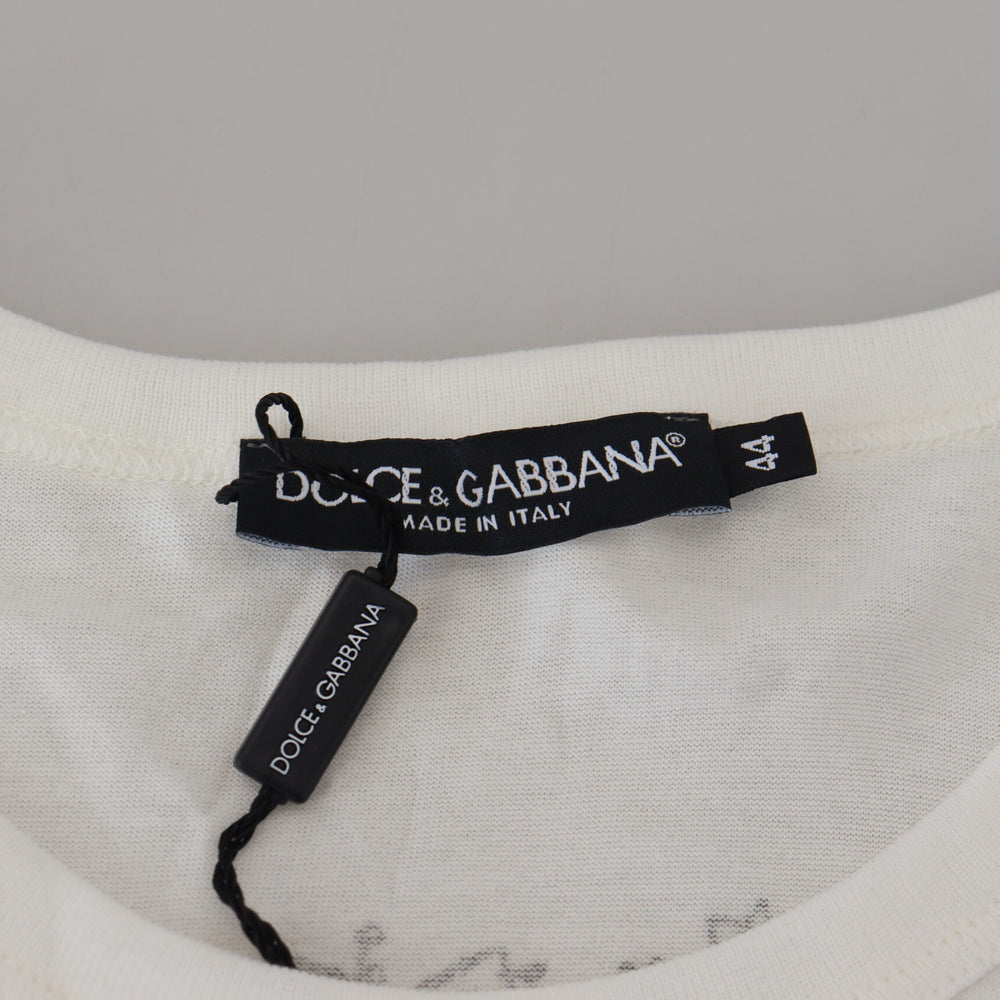 DOLCE & GABBANA®
MADE IN ITALY
44
DOLCE & GABBANA